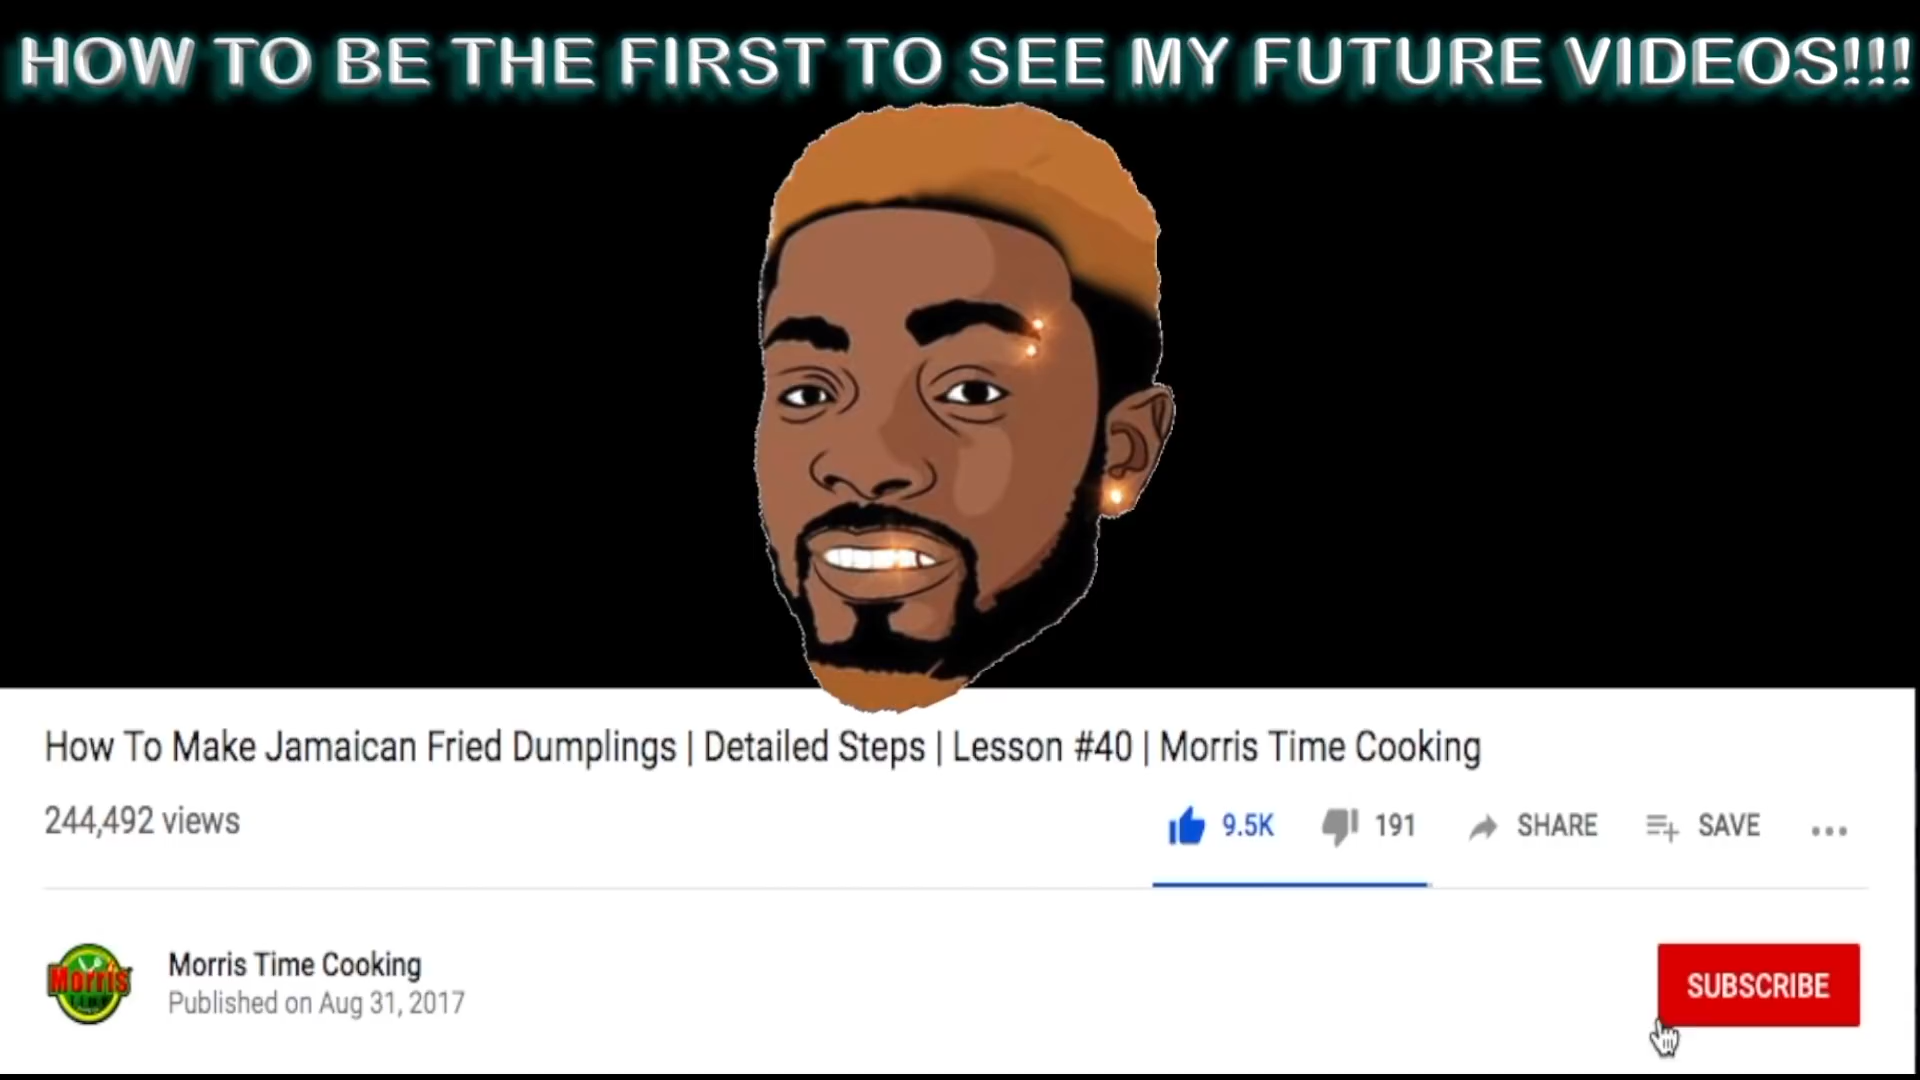 HOW TO BE THE FIRST TO SEE MY FUTURE VIDEOS!!!
How To Make Jamaican Fried Dumplings | Detailed Steps | Lesson #40 | Morris Time Cooking
244,492 views
9.5K 191 SHARE SAVE
Morris
Morris Time Cooking
Published on Aug 31, 2017
SUBSCRIBE